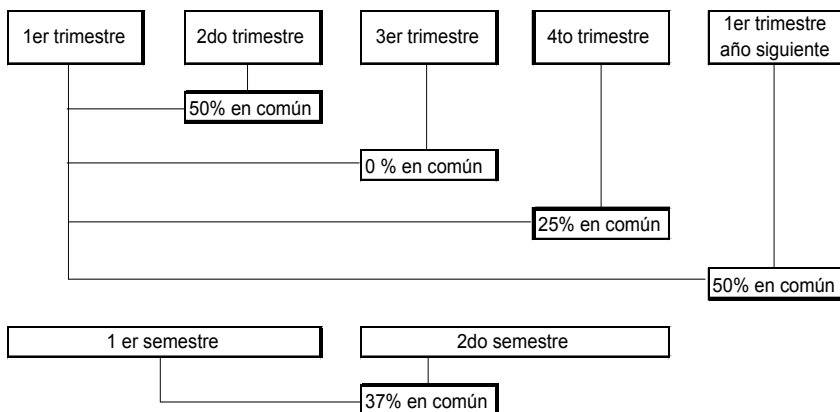 1er trimestre
2do trimestre
3er trimestre
4to trimestre
1er trimestre
año siguiente
50% en común
0 % en común
25% en común
50% en común
1 er semestre
2do semestre
37% en común